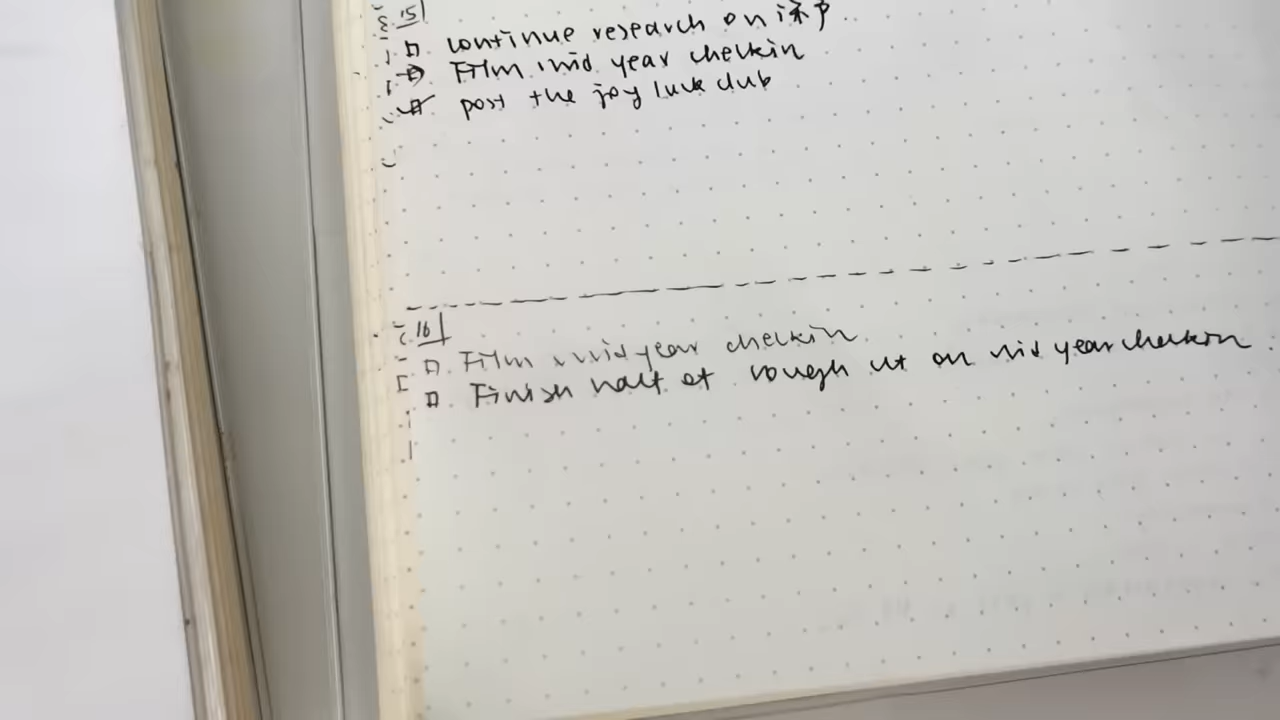 15
continue research on
Film mid year checkin
post the joy luck club
16
Film mid year checkin
Finish half of rough cut on mid year checkin